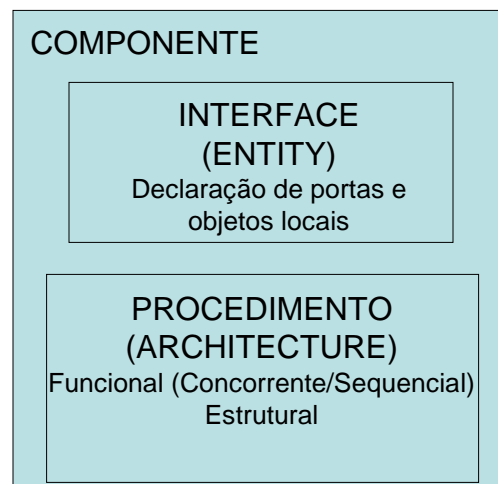 COMPONENTE
INTERFACE
(ENTITY)
Declaração de portas e
objetos locais
PROCEDIMENTO
(ARCHITECTURE)
Funcional (Concorrente/Sequencial)
Estrutural